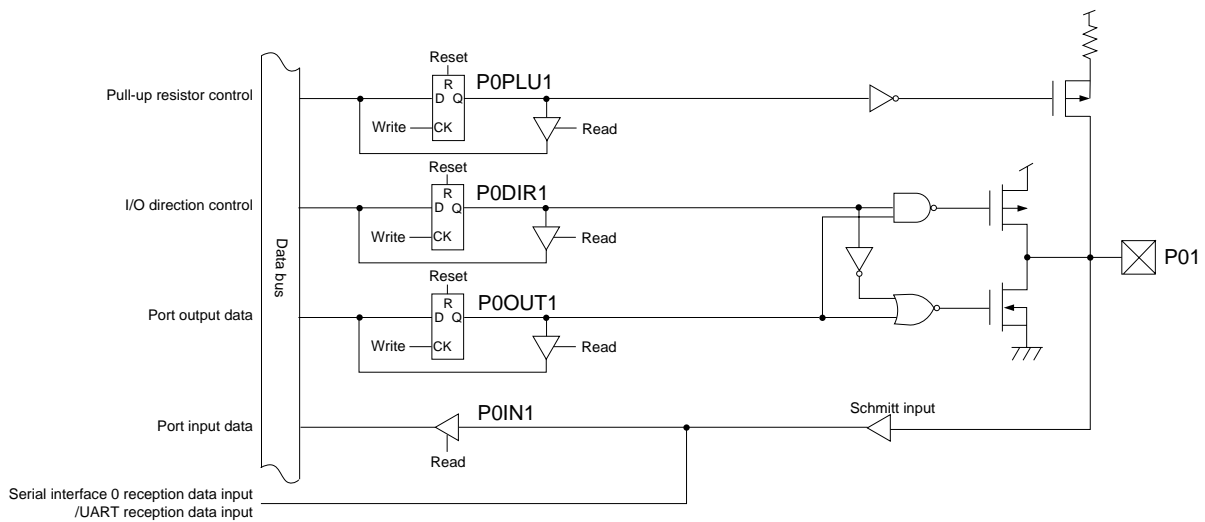 Reset
Pull-up resistor control
R
P0PLU1
D Q
Write
CK
Read
Reset
I/O direction control
R
P0DIR1
D Q
Write
CK
Read
Data bus
P01
Reset
Port output data
R
P0OUT1
D Q
Write
CK
Read
Port input data
P0IN1
Schmitt input
Read
Serial interface 0 reception data input
/UART reception data input